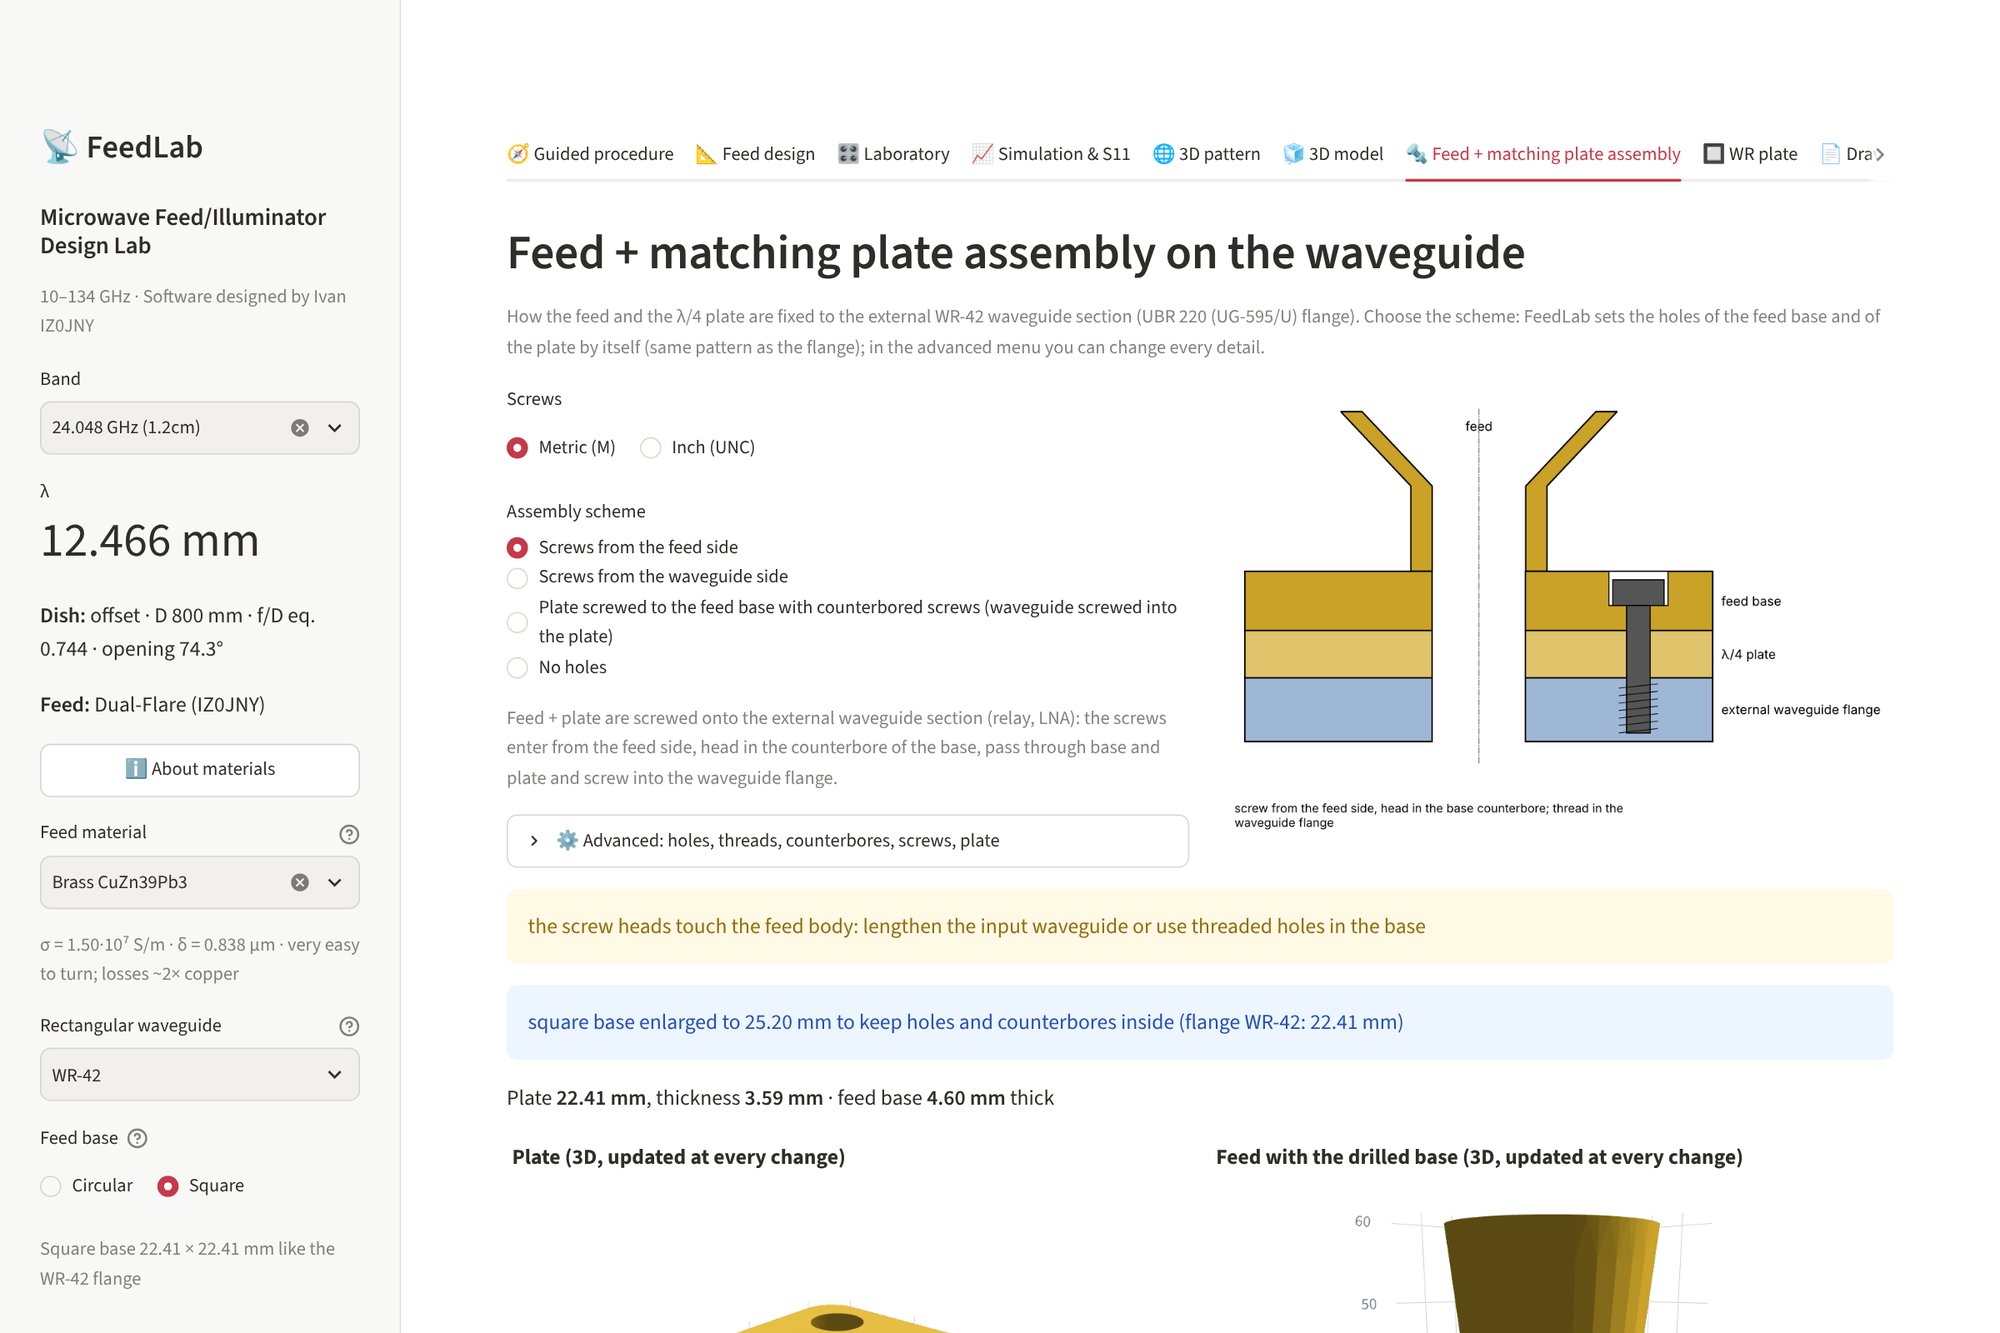 📡 FeedLab
Microwave Feed/Illuminator
Design Lab
10–134 GHz · Software designed by Ivan
IZ0JNY
Band
24.048 GHz (1.2cm)
λ
12.466 mm
Dish: offset · D 800 mm · f/D eq.
0.744 · opening 74.3°
Feed: Dual-Flare (IZ0JNY)
ℹ️ About materials
Feed material
Brass CuZn39Pb3
σ = 1.50·10⁷ S/m · δ = 0.838 µm · very easy
to turn; losses ~2× copper
Rectangular waveguide
WR-42
Feed base
Circular
Square
Square base 22.41 × 22.41 mm like the
WR-42 flange
🧭 Guided procedure
📐 Feed design
🎛️ Laboratory
📈 Simulation & S11
🌐 3D pattern
🧊 3D model
🔩 Feed + matching plate assembly
🔲 WR plate
📄 Dra
Feed + matching plate assembly on the waveguide
How the feed and the λ/4 plate are fixed to the external WR-42 waveguide section (UBR 220 (UG-595/U) flange). Choose the scheme: FeedLab sets the holes of the feed base and of
the plate by itself (same pattern as the flange); in the advanced menu you can change every detail.
Screws
Metric (M)
Inch (UNC)
Assembly scheme
Screws from the feed side
Screws from the waveguide side
Plate screwed to the feed base with counterbored screws (waveguide screwed into
the plate)
No holes
Feed + plate are screwed onto the external waveguide section (relay, LNA): the screws
enter from the feed side, head in the counterbore of the base, pass through base and
plate and screw into the waveguide flange.
⚙️ Advanced: holes, threads, counterbores, screws, plate
feed
feed base
λ/4 plate
external waveguide flange
screw from the feed side, head in the base counterbore; thread in the
waveguide flange
the screw heads touch the feed body: lengthen the input waveguide or use threaded holes in the base
square base enlarged to 25.20 mm to keep holes and counterbores inside (flange WR-42: 22.41 mm)
Plate 22.41 mm, thickness 3.59 mm · feed base 4.60 mm thick
Plate (3D, updated at every change)
Feed with the drilled base (3D, updated at every change)
60
50